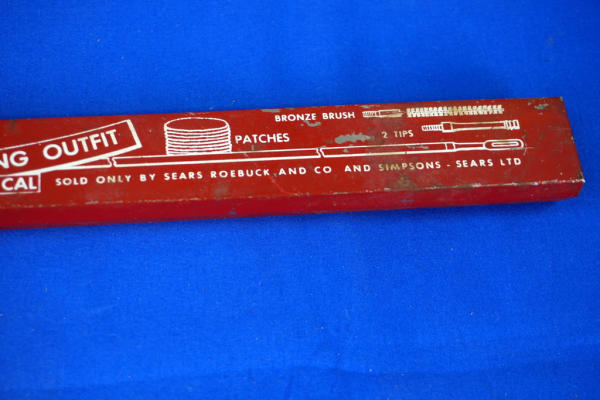 BRONZE BRUSH
NG OUTFIT
PATCHES
2 TIPS
CAL
SOLD ONLY BY SEARS ROEBUCK AND CO AND SIMPSONS - SEARS LTD